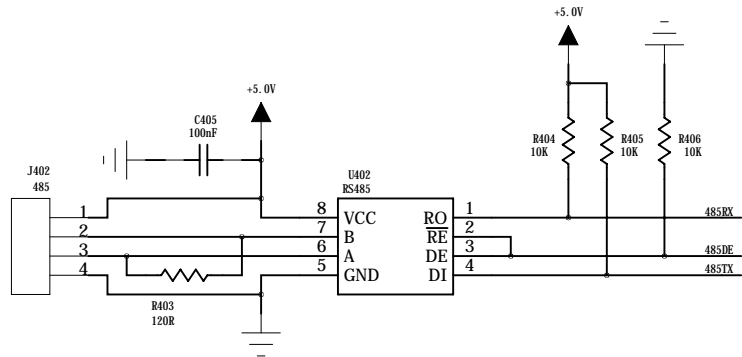 +5.0V
+5.0V
C405
100nF
R404
10K
R405
10K
R406
10K
J402
485
U402
RS485
1
8
VCC
RO
1
485RX
2
7
B
RE
2
3
6
A
DE
3
485DE
4
5
GND
DI
4
485TX
R403
120R